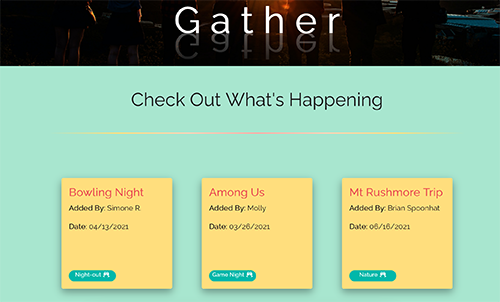 Gather
Check Out What's Happening
Bowling Night
Added By: Simone R.
Date: 04/13/2021
Night-out
Among Us
Added By: Molly
Date: 03/26/2021
Game Night
Mt Rushmore Trip
Added By: Brian Spoonhat
Date: 06/16/2021
Nature